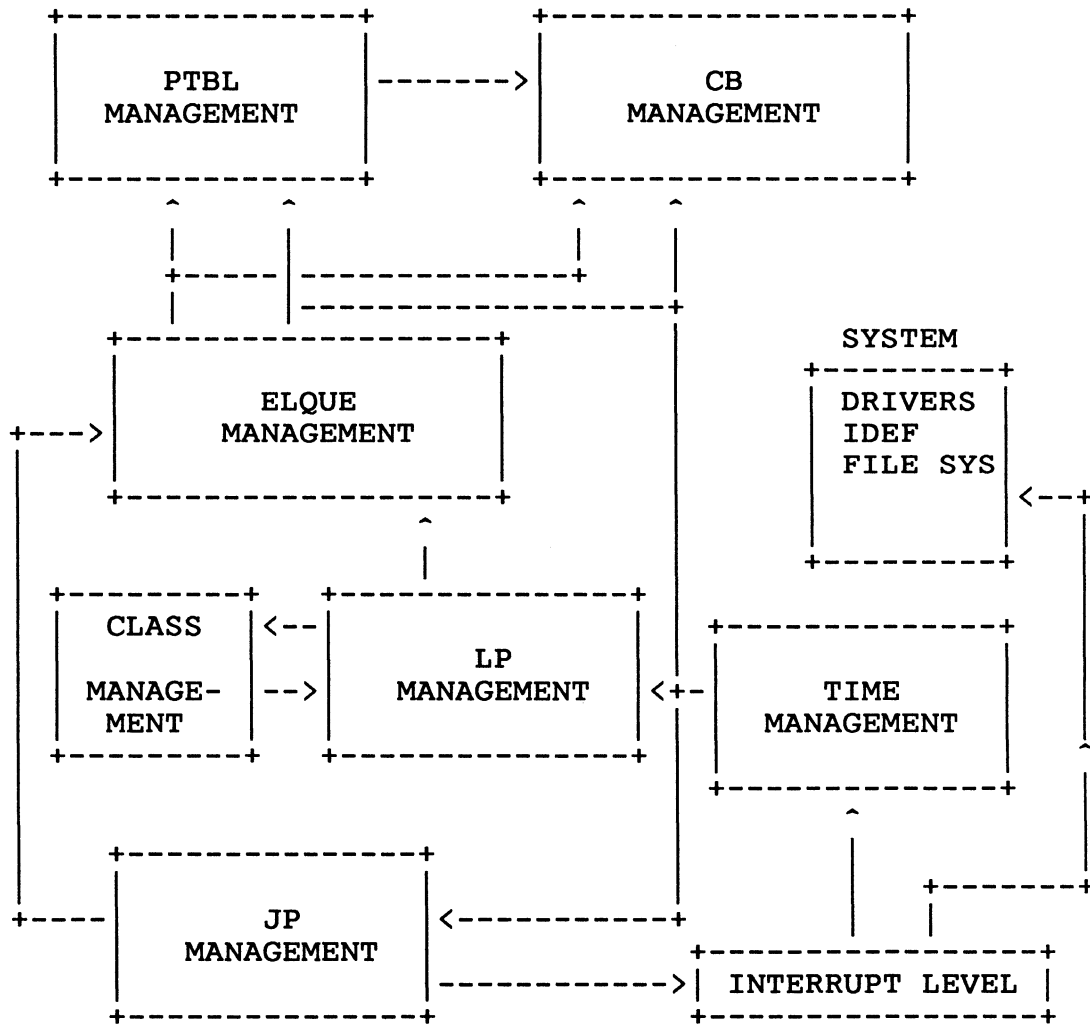 PTBL
MANAGEMENT
CB
MANAGEMENT
ELQUE
MANAGEMENT
SYSTEM
DRIVERS
IDEF
FILE SYS
CLASS
MANAGE-
MENT
LP
MANAGEMENT
TIME
MANAGEMENT
JP
MANAGEMENT
INTERRUPT LEVEL